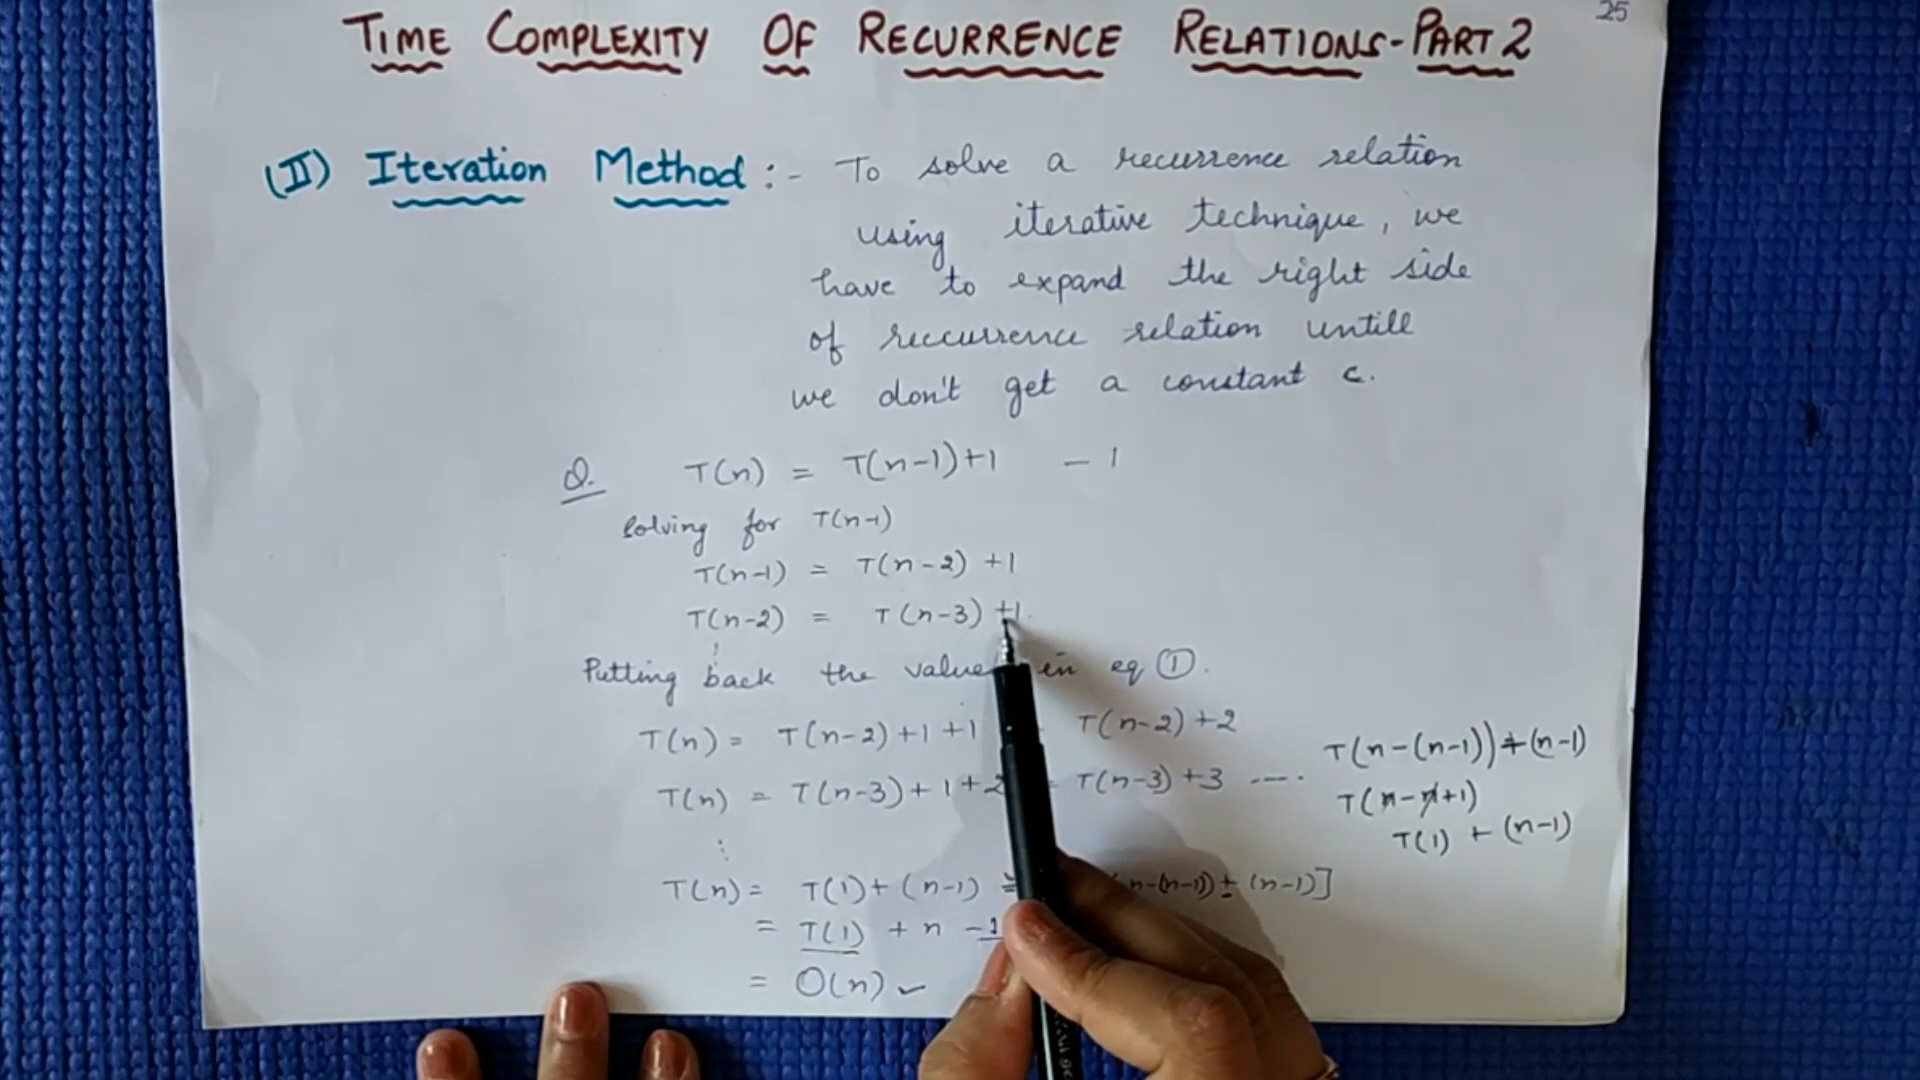 25
TIME COMPLEXITY OF RECURRENCE RELATIONS-PART 2
(II) Iteration Method :- To solve a recurrence relation
using iterative technique, we
have to expand the right side
of reccurrence relation untill
we don't get a constant c.
Q. T(n) = T(n-1)+1 - 1
Solving for T(n-1)
T(n-1) = T(n-2) +1
T(n-2) = T(n-3) +1
Putting back the value in eq ①.
T(n) = T(n-2)+1+1 T(n-2)+2
T(n) = T(n-3)+1+2 = T(n-3)+3 ----
T(n-(n-1))+(n-1)
T(n-n+1)
T(1) + (n-1)
T(n) = T(1)+(n-1) n-(n-1))+(n-1)]
= T(1) + n -1
= O(n) ✓